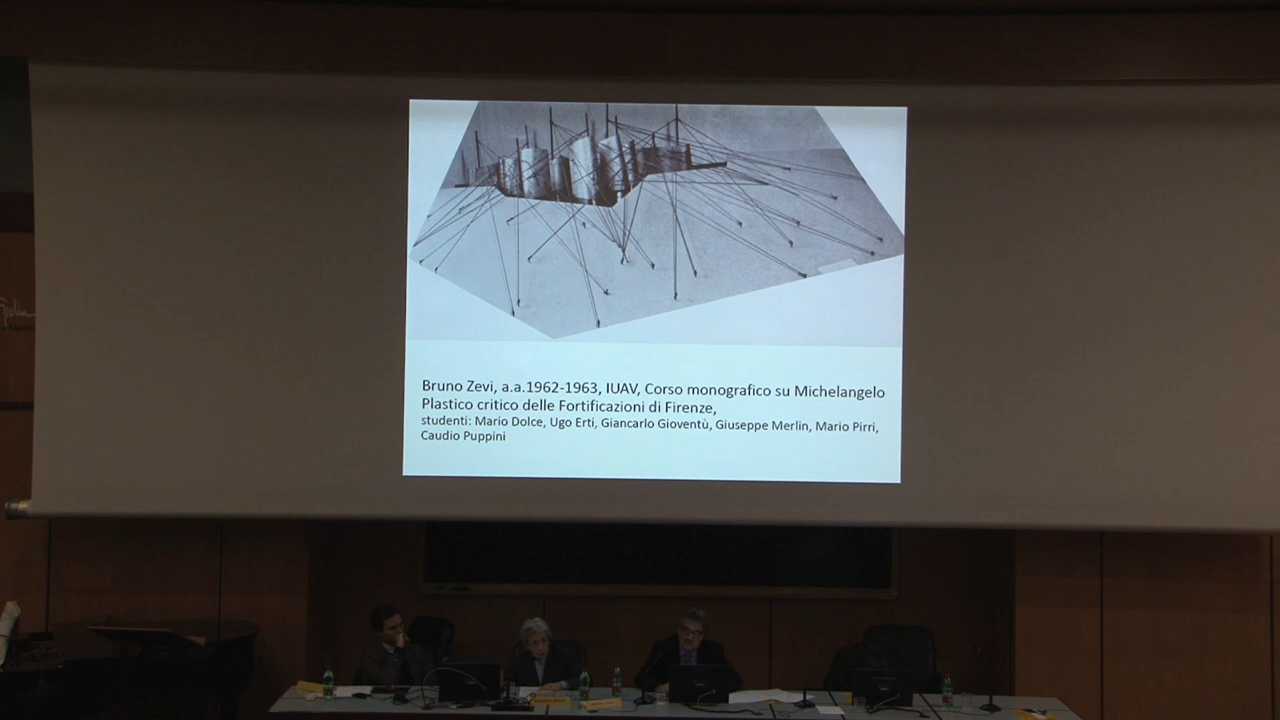 Bruno Zevi, a.a.1962-1963, IUAV, Corso monografico su Michelangelo
Plastico critico delle Fortificazioni di Firenze,
studenti: Mario Dolce, Ugo Erti, Giancarlo Gioventù, Giuseppe Merlin, Mario Pirri,
Caudio Puppini